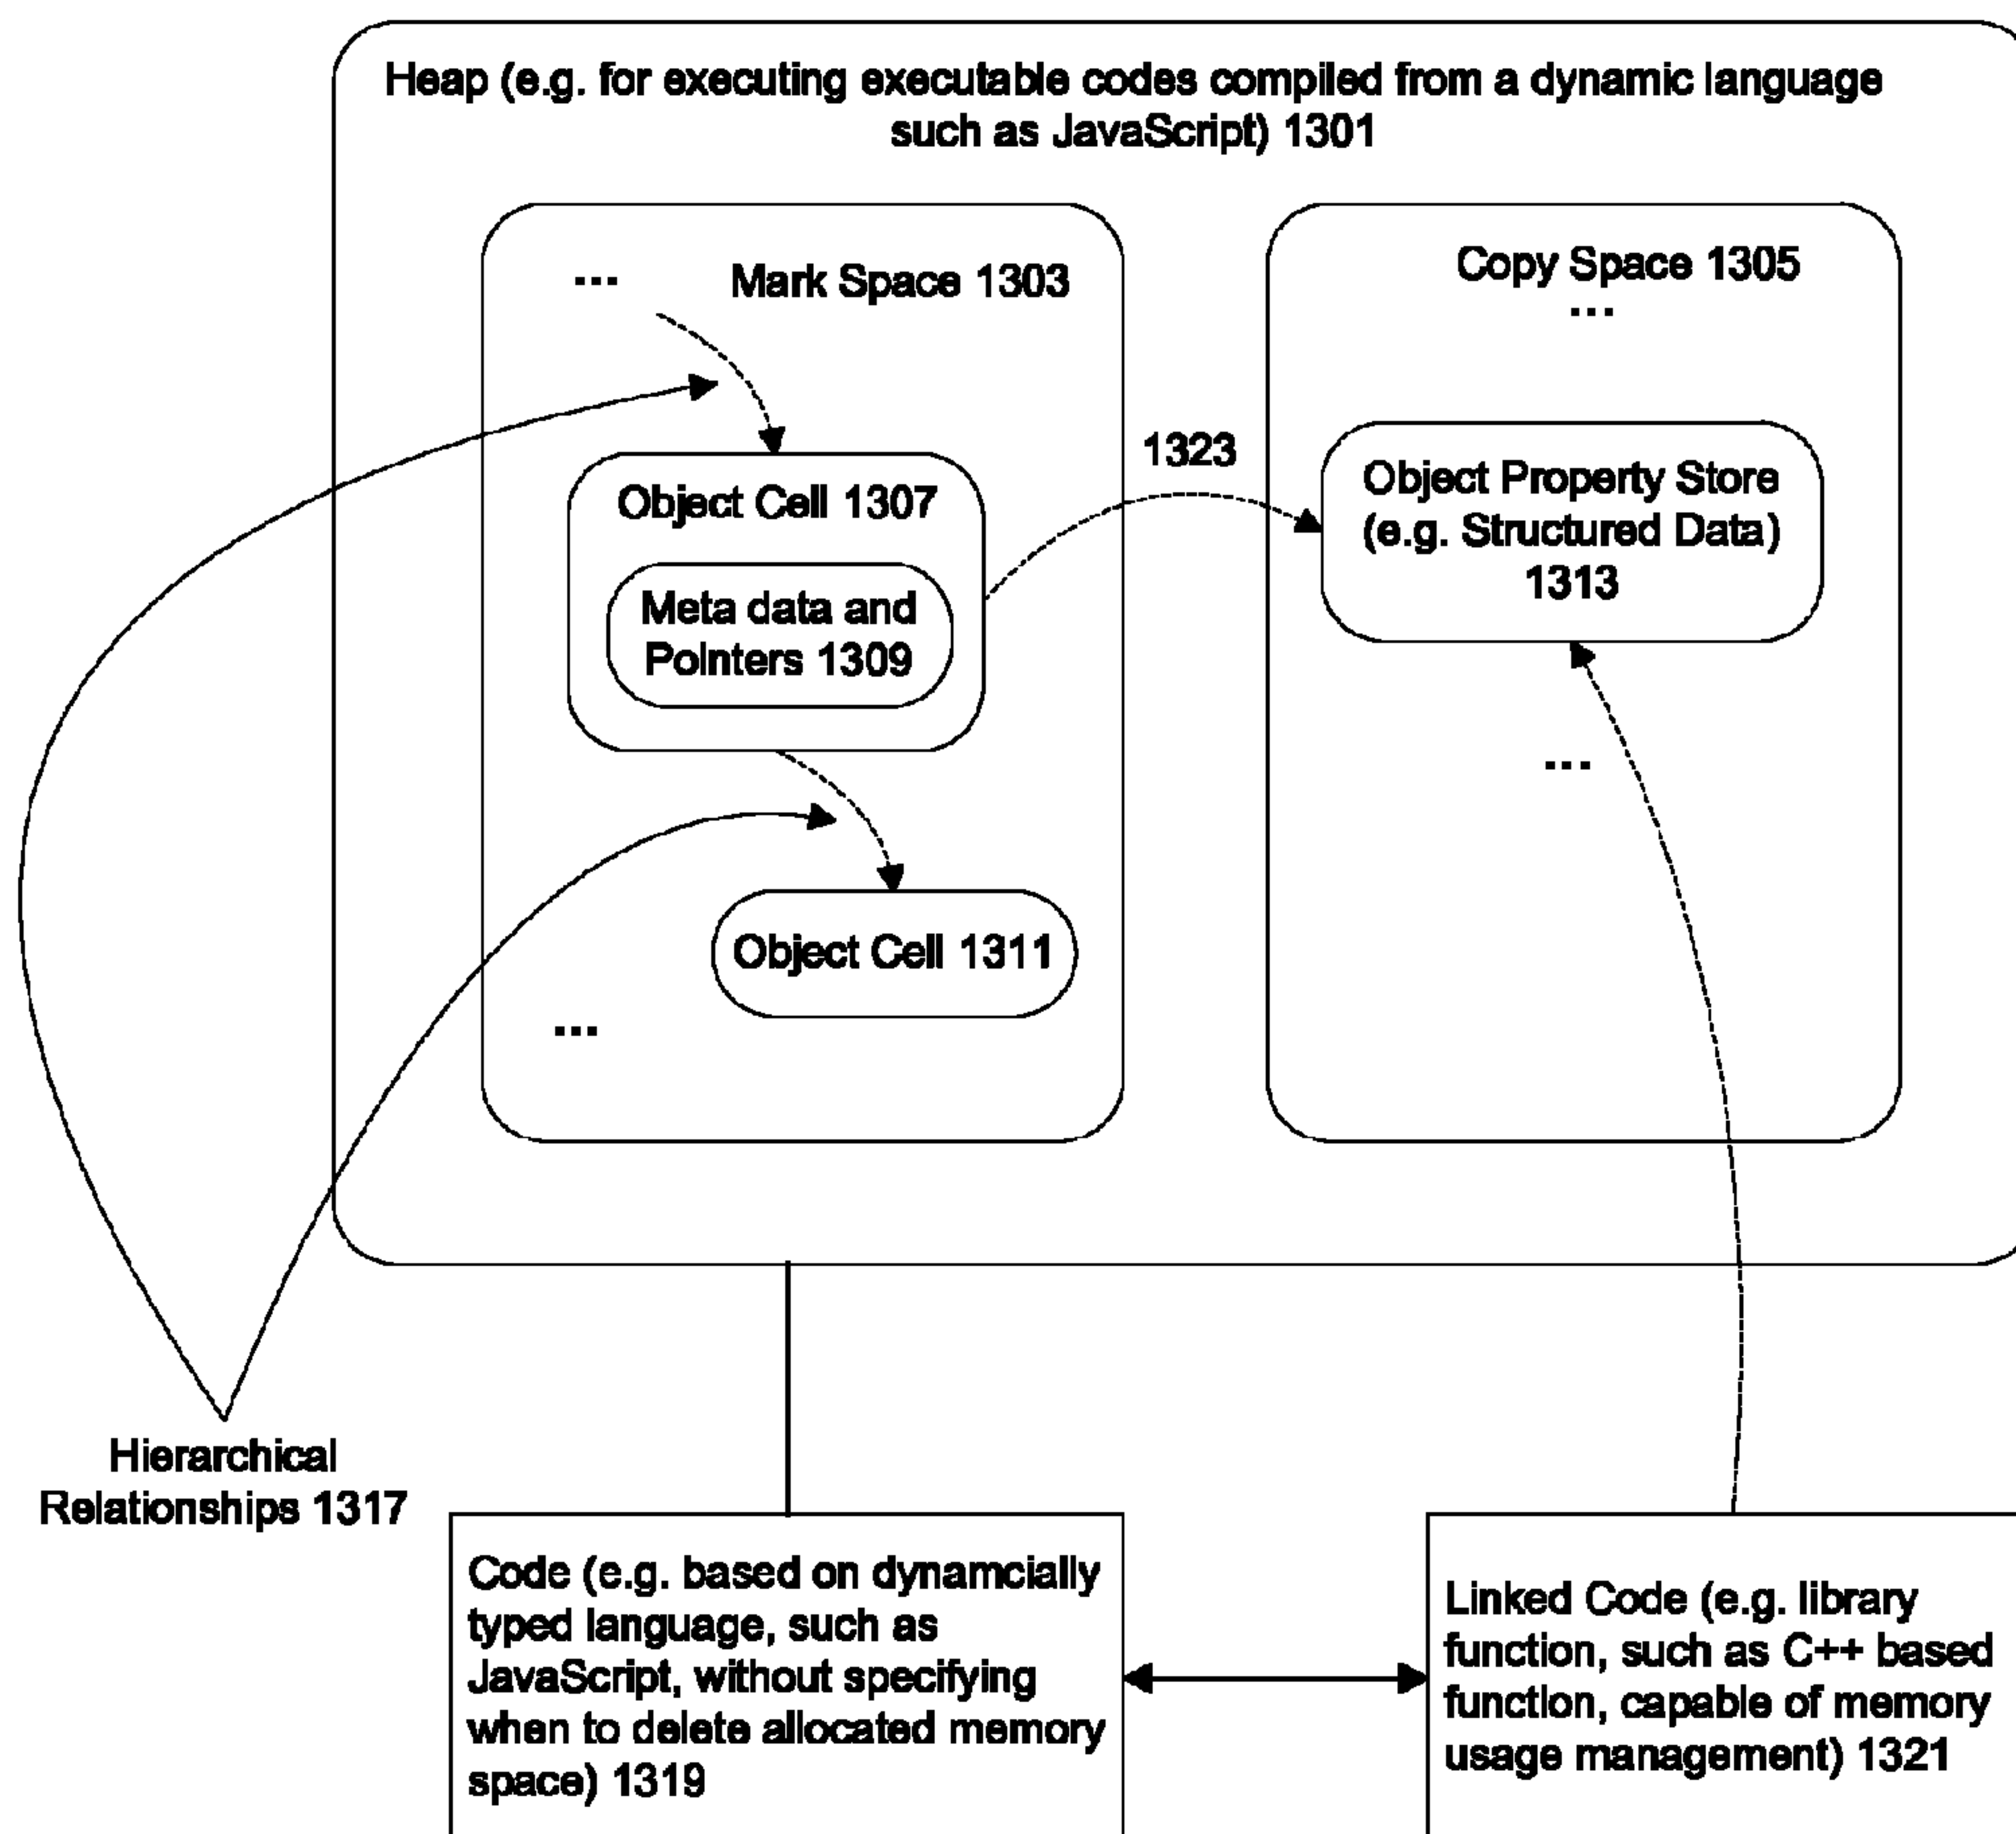 Heap (e.g. for executing executable codes compiled from a dynamic language
such as JavaScript) 1301
... Mark Space 1303
Copy Space 1305
...
1323
Object Cell 1307
Meta data and
Pointers 1309
Object Property Store
(e.g. Structured Data)
1313
...
Object Cell 1311
...
Hierarchical
Relationships 1317
Code (e.g. based on dynamcially
typed language, such as
JavaScript, without specifying
when to delete allocated memory
space) 1319
Linked Code (e.g. library
function, such as C++ based
function, capable of memory
usage management) 1321